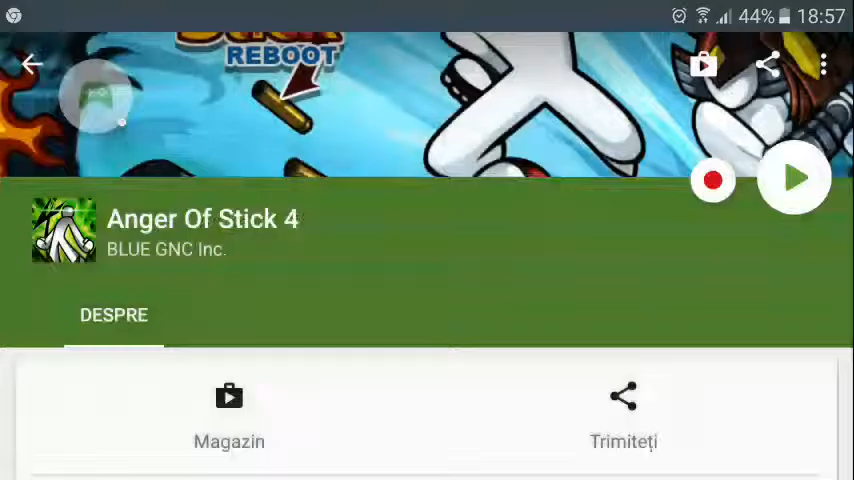 44% 18:57
REBOOT
Anger Of Stick 4
BLUE GNC Inc.
DESPRE
Magazin
Trimiteți